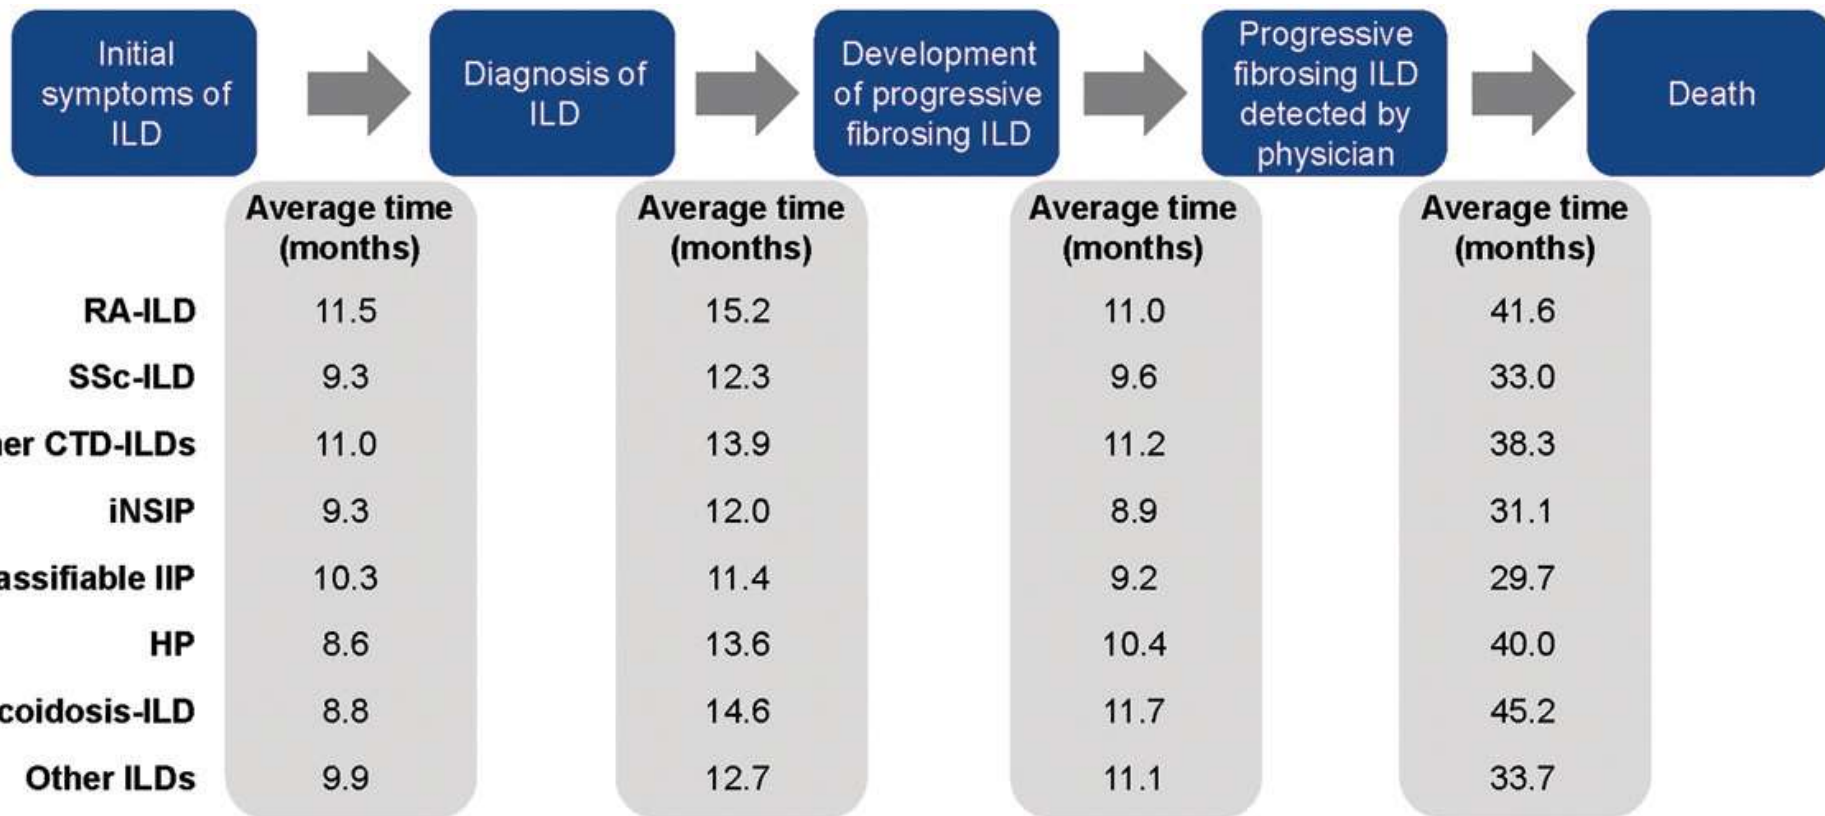 Initial
symptoms of
ILD
Diagnosis of
ILD
Development
of progressive
fibrosing ILD
Progressive
fibrosing ILD
detected by
physician
Death
Average time
(months)
Average time
(months)
Average time
(months)
Average time
(months)
RA-ILD 11.5 15.2 11.0 41.6
SSc-ILD 9.3 12.3 9.6 33.0
CTD-ILDs 11.0 13.9 11.2 38.3
iNSIP 9.3 12.0 8.9 31.1
IIP 10.3 11.4 9.2 29.7
HP 8.6 13.6 10.4 40.0
coidosis-ILD 8.8 14.6 11.7 45.2
Other ILDs 9.9 12.7 11.1 33.7